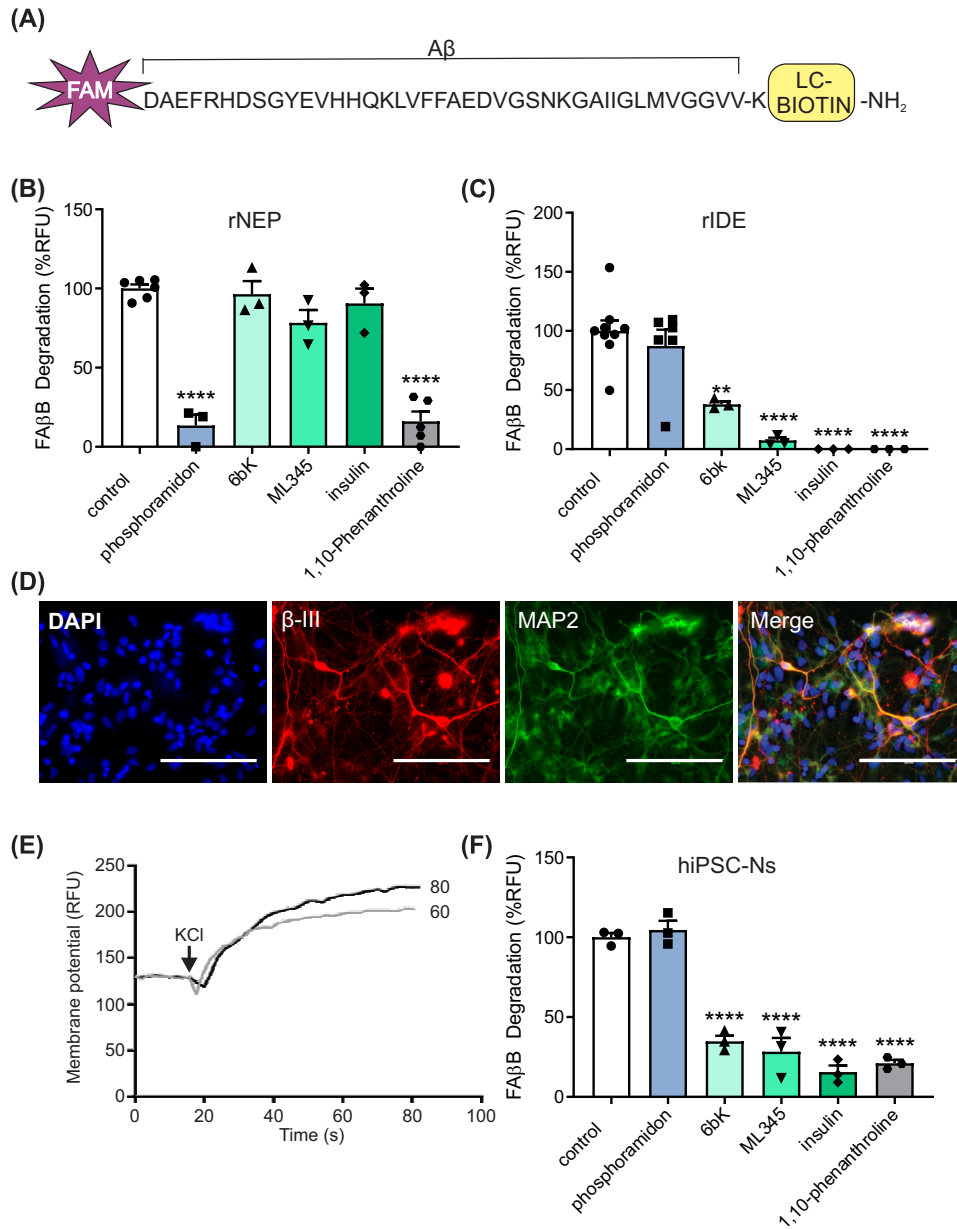 (A)
Aβ
FAM
DAEFRHDSGYEVHHQKLVFFAEDVGSNKGAIIGLMVGGVV-K
LC-
BIOTIN
-NH₂
(B)
rNEP
FAβB Degradation (%RFU)
150
100
50
0
****
****
control
phosphoramidon
6bK
ML345
insulin
1,10-Phenanthroline
(C)
rIDE
FAβB Degradation (%RFU)
200
150
100
50
0
**
****
****
****
control
phosphoramidon
6bK
ML345
insulin
1,10-phenanthroline
(D)
DAPI
β-III
MAP2
Merge
(E)
Membrane potential (RFU)
250
200
150
100
50
0
KCl
80
60
0
20
40
60
80
100
Time (s)
(F)
hiPSC-Ns
FAβB Degradation (%RFU)
150
100
50
0
****
****
****
****
control
phosphoramidon
6bK
ML345
insulin
1,10-phenanthroline